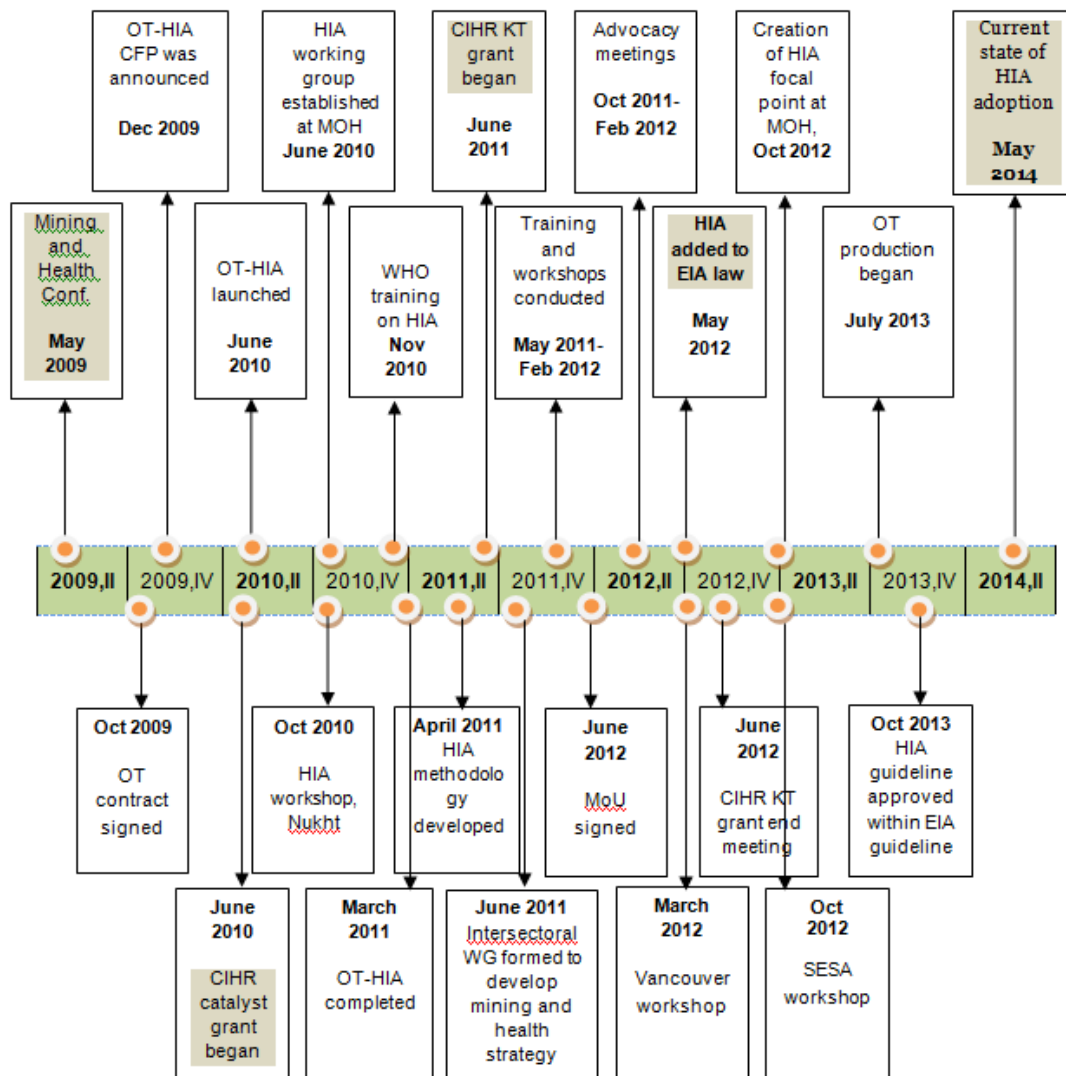 OT-HIA
CFP was
announced
Dec 2009
HIA
working
group
established
at MOH
June 2010
CIHR KT
grant
began
June
2011
Advocacy
meetings
Oct 2011-
Feb 2012
Creation
of HIA
focal
point at
MOH,
Oct 2012
Current
state of
HIA
adoption
May
2014
Mining
and
Health
Conf.
May
2009
OT-HIA
launched
June
2010
WHO
training
on HIA
Nov
2010
Training
and
workshops
conducted
May 2011-
Feb 2012
HIA
added to
EIA law
May
2012
OT
production
began
July 2013
2009,II
2009,IV
2010,II
2010,IV
2011,II
2011,IV
2012,II
2012,IV
2013,II
2013,IV
2014,II
Oct 2009
OT
contract
signed
Oct 2010
HIA
workshop,
Nukht
April 2011
HIA
methodolo
gy
developed
June
2012
MoU
signed
June
2012
CIHR KT
grant end
meeting
Oct 2013
HIA
guideline
approved
within EIA
guideline
June
2010
CIHR
catalyst
grant
began
March
2011
OT-HIA
completed
June 2011
Intersectoral
WG formed to
develop
mining and
health
strategy
March
2012
Vancouver
workshop
Oct
2012
SESA
workshop